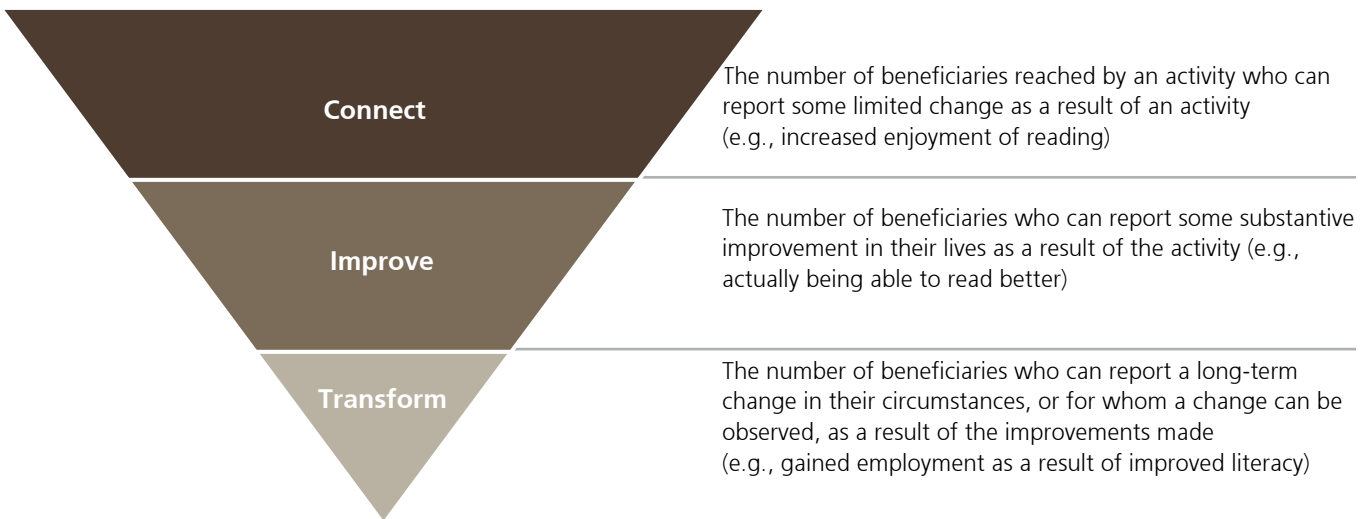 Connect
The number of beneficiaries reached by an activity who can
report some limited change as a result of an activity
(e.g., increased enjoyment of reading)
Improve
The number of beneficiaries who can report some substantive
improvement in their lives as a result of the activity (e.g.,
actually being able to read better)
Transform
The number of beneficiaries who can report a long-term
change in their circumstances, or for whom a change can be
observed, as a result of the improvements made
(e.g., gained employment as a result of improved literacy)